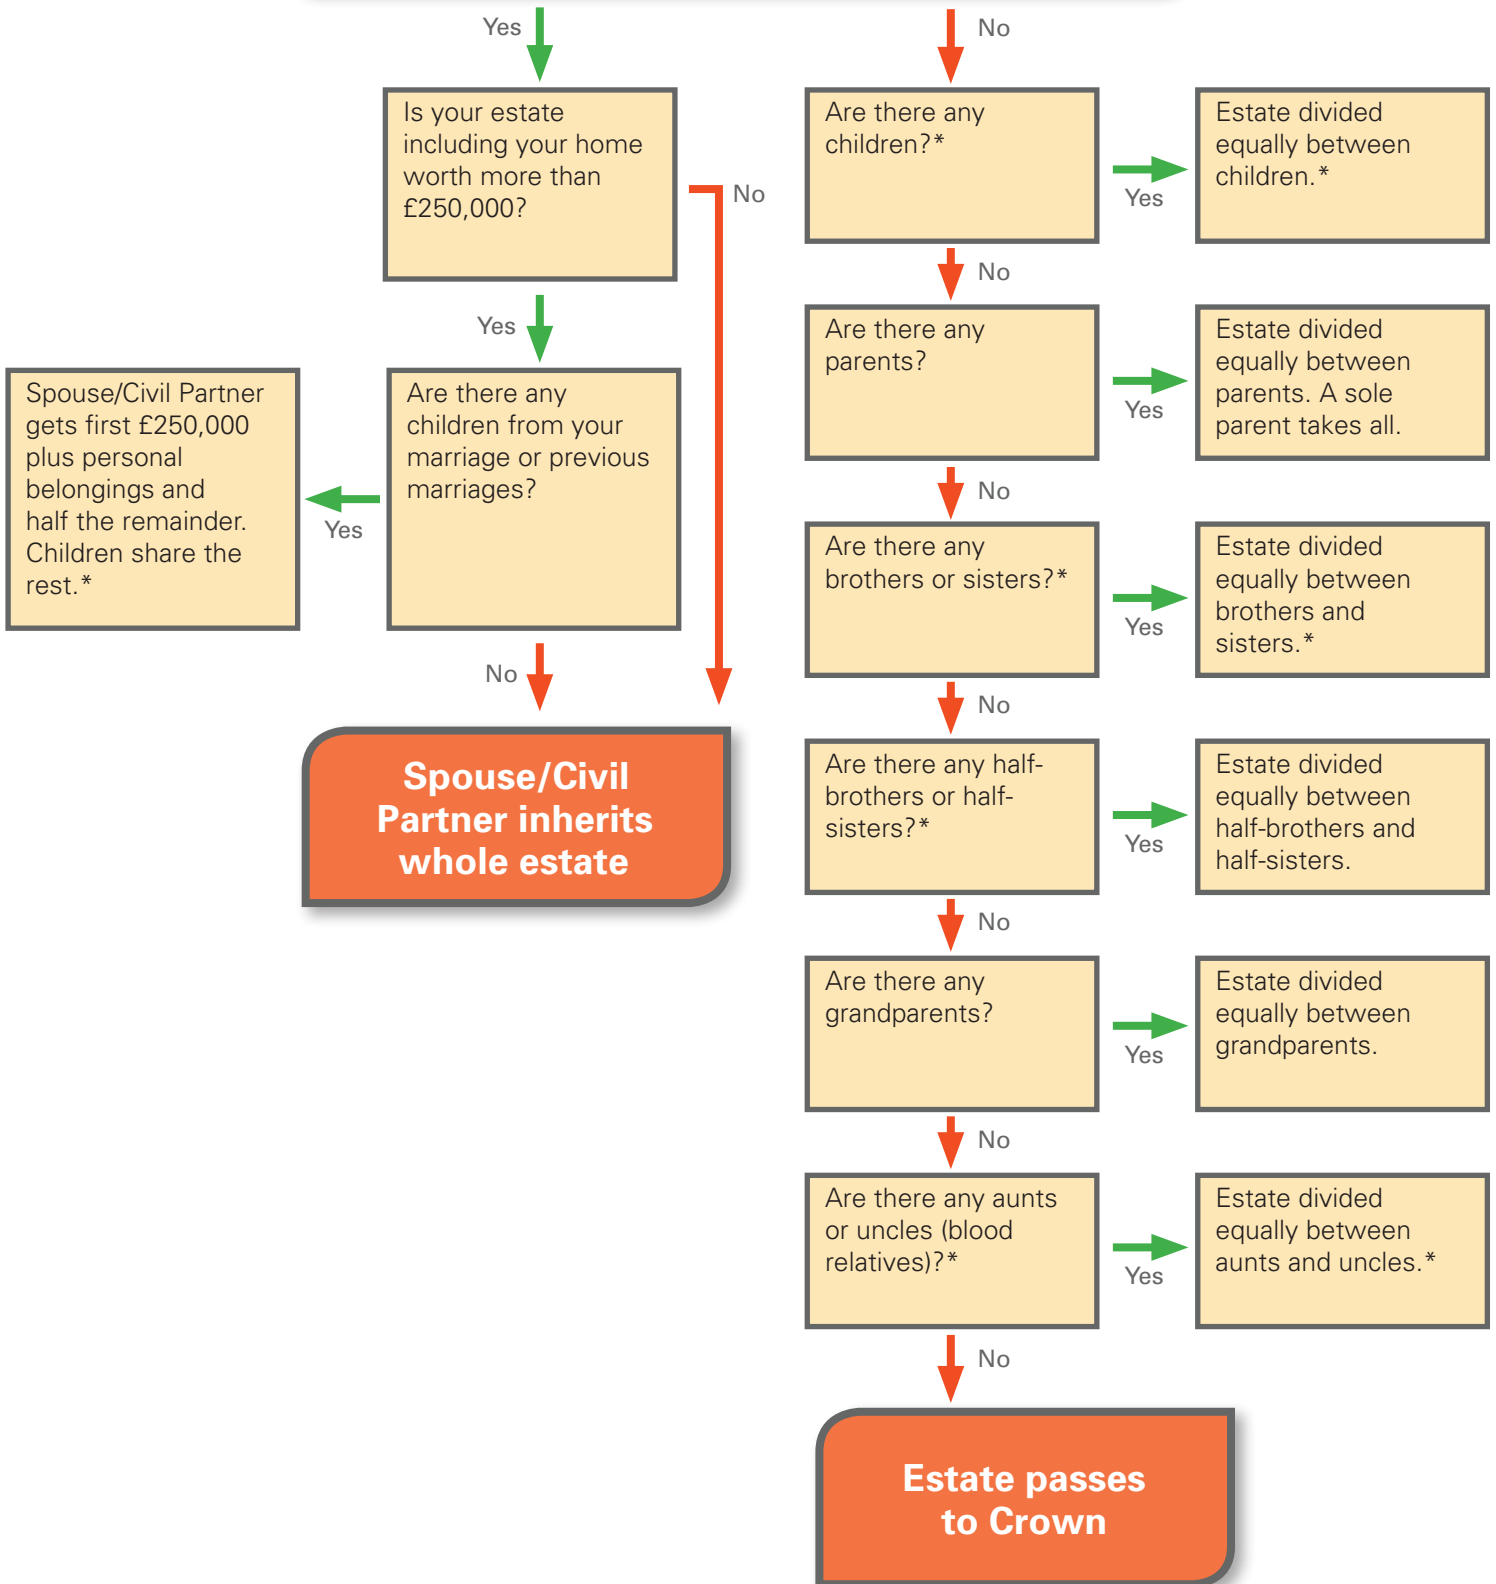 Yes
No
Is your estate
including your home
worth more than
£250,000?
No
Yes
Spouse/Civil Partner
gets first £250,000
plus personal
belongings and
half the remainder.
Children share the
rest.*
Yes
Are there any
children from your
marriage or previous
marriages?
No
Spouse/Civil
Partner inherits
whole estate
Are there any
children?*
Yes
Estate divided
equally between
children.*
No
Are there any
parents?
Yes
Estate divided
equally between
parents. A sole
parent takes all.
No
Are there any
brothers or sisters?*
Yes
Estate divided
equally between
brothers and
sisters.*
No
Are there any half-
brothers or half-
sisters?*
Yes
Estate divided
equally between
half-brothers and
half-sisters.
No
Are there any
grandparents?
Yes
Estate divided
equally between
grandparents.
No
Are there any aunts
or uncles (blood
relatives)?*
Yes
Estate divided
equally between
aunts and uncles.*
No
Estate passes
to Crown